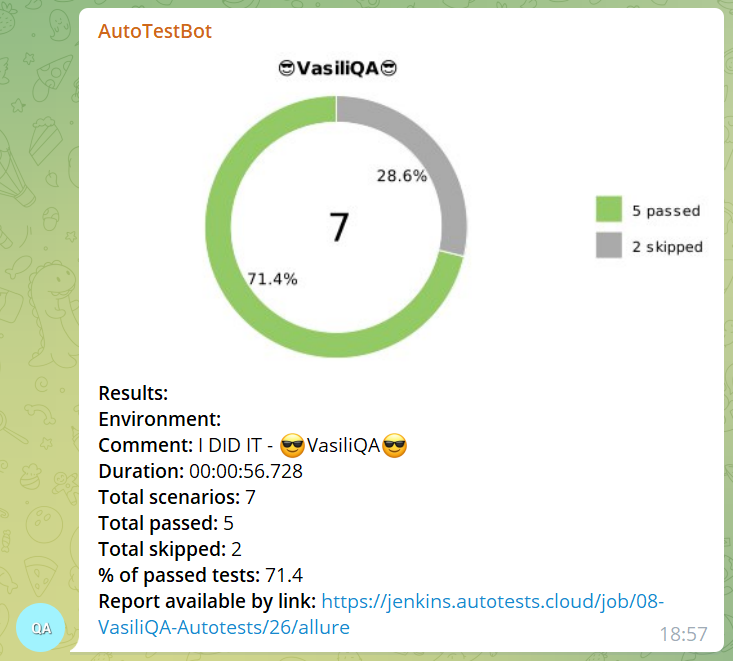 AutoTestBot
😎VasiliQA😎
28.6%
7
71.4%
5 passed
2 skipped
Results:
Environment:
Comment: I DID IT - 😎VasiliQA😎
Duration: 00:00:56.728
Total scenarios: 7
Total passed: 5
Total skipped: 2
% of passed tests: 71.4
Report available by link: https://jenkins.autotests.cloud/job/08-
VasiliQA-Autotests/26/allure
QA
18:57